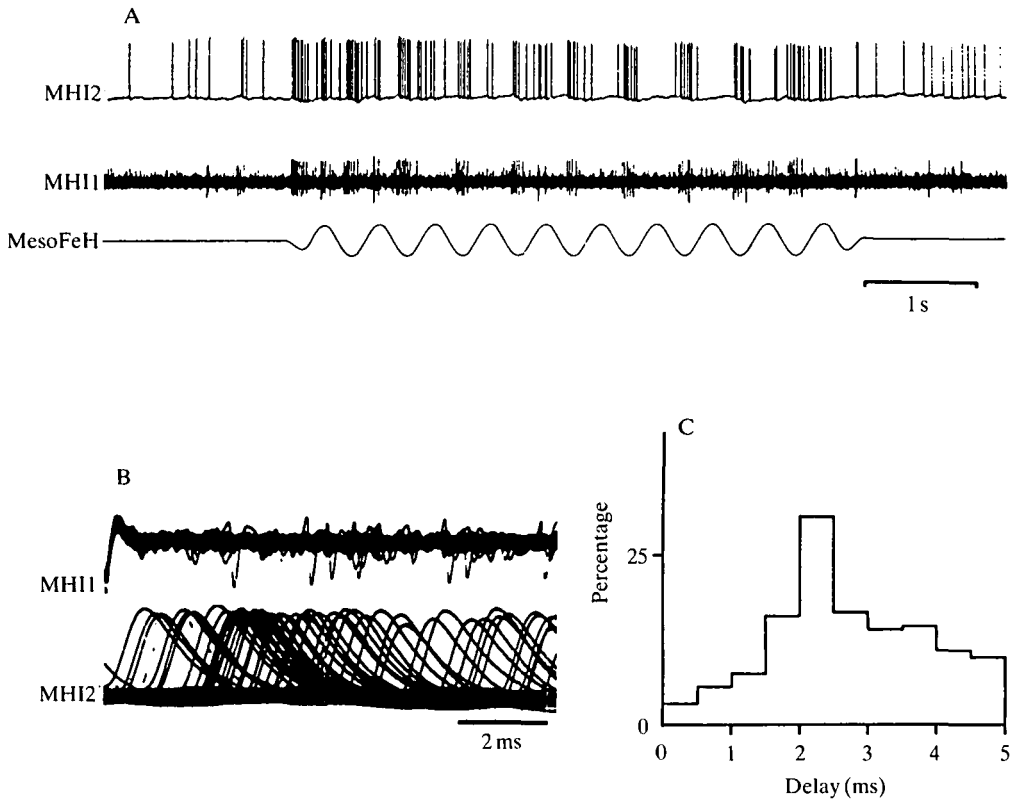 A
MHI2
MHI1
MesoFeH
1 s
B
MHI1
MHI2
2 ms
C
Percentage
25
0
0 1 2 3 4 5
Delay (ms)